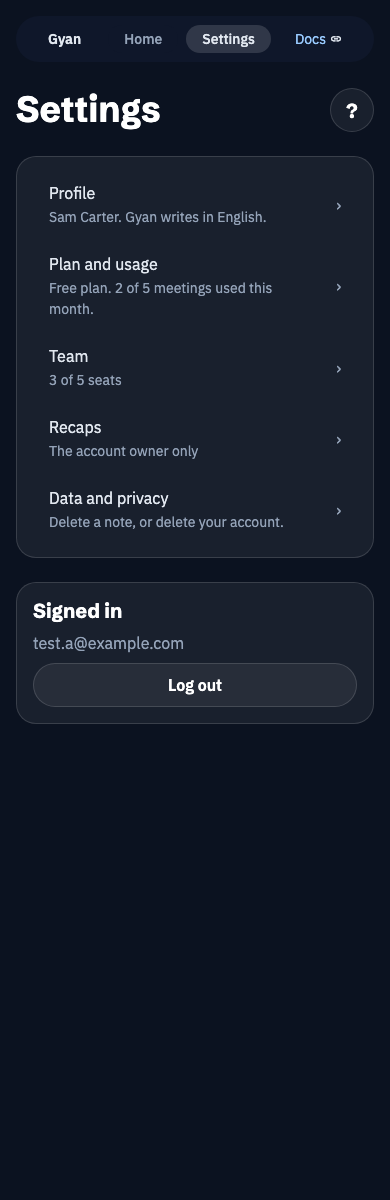 Gyan Home Settings Docs
Settings
?
Profile
Sam Carter. Gyan writes in English.
Plan and usage
Free plan. 2 of 5 meetings used this
month.
Team
3 of 5 seats
Recaps
The account owner only
Data and privacy
Delete a note, or delete your account.
Signed in
test.a@example.com
Log out